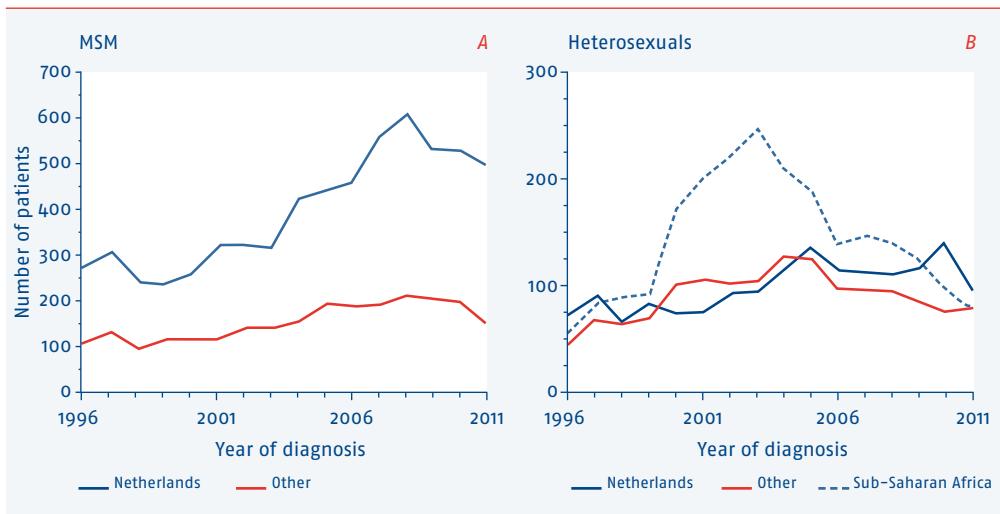 MSM
A
700
600
500
400
300
200
100
0
Number of patients
1996
2001
2006
2011
Year of diagnosis
Netherlands
Other
Heterosexuals
B
300
200
100
0
1996
2001
2006
2011
Year of diagnosis
Netherlands
Other
Sub-Saharan Africa